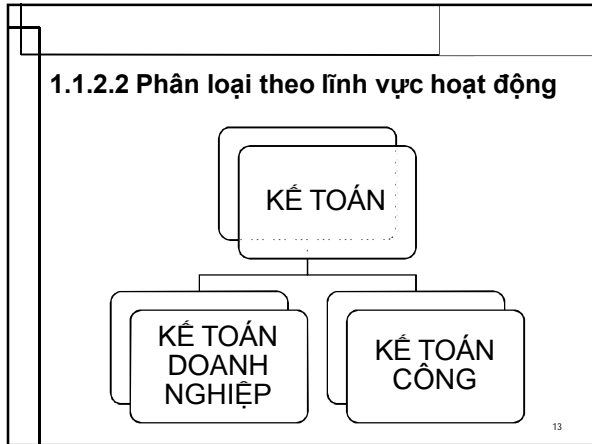 1.1.2.2 Phân loại theo lĩnh vực hoạt động
KẾ TOÁN
KẾ TOÁN
DOANH
NGHIỆP
KẾ TOÁN
CÔNG
13